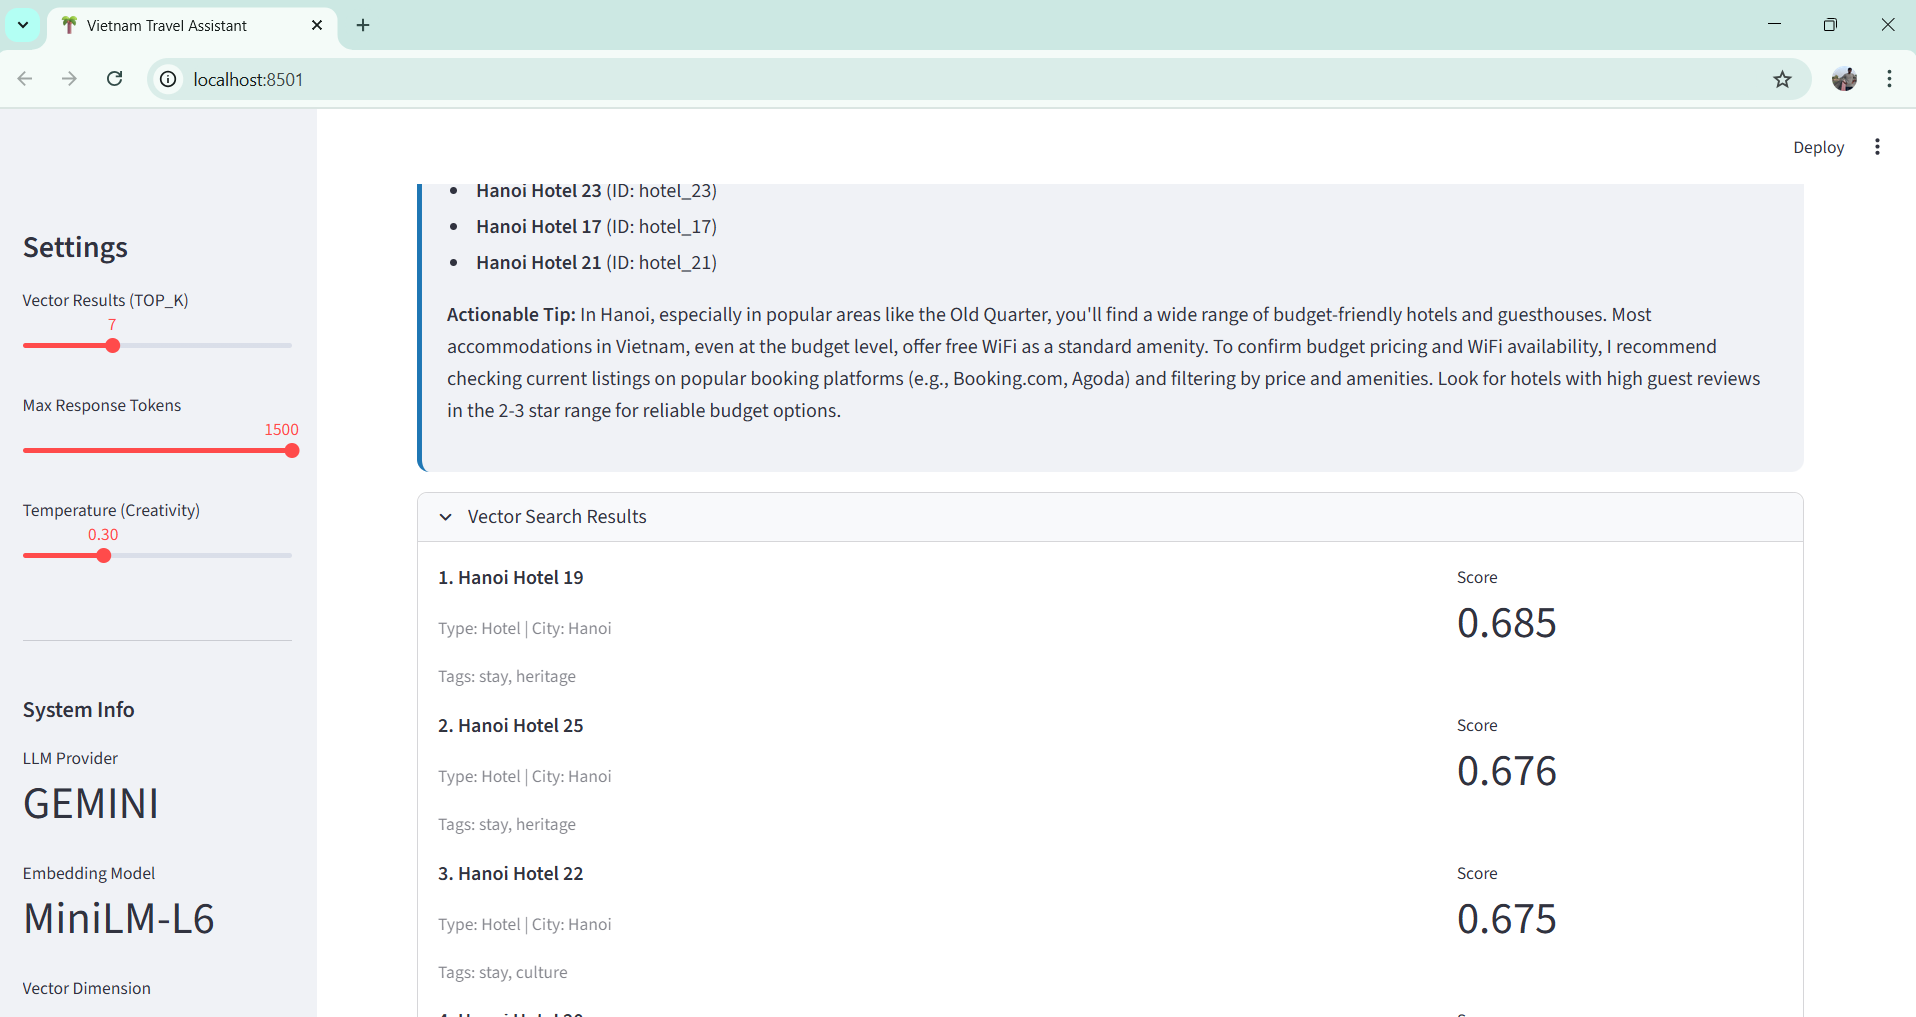 Vietnam Travel Assistant
localhost:8501
Deploy
Settings
Vector Results (TOP_K)
7
Max Response Tokens
1500
Temperature (Creativity)
0.30
System Info
LLM Provider
GEMINI
Embedding Model
MiniLM-L6
Vector Dimension
Hanoi Hotel 23 (ID: hotel_23)
Hanoi Hotel 17 (ID: hotel_17)
Hanoi Hotel 21 (ID: hotel_21)
Actionable Tip: In Hanoi, especially in popular areas like the Old Quarter, you'll find a wide range of budget-friendly hotels and guesthouses. Most
accommodations in Vietnam, even at the budget level, offer free WiFi as a standard amenity. To confirm budget pricing and WiFi availability, I recommend
checking current listings on popular booking platforms (e.g., Booking.com, Agoda) and filtering by price and amenities. Look for hotels with high guest reviews
in the 2-3 star range for reliable budget options.
Vector Search Results
1. Hanoi Hotel 19
Score
0.685
Type: Hotel | City: Hanoi
Tags: stay, heritage
2. Hanoi Hotel 25
Score
0.676
Type: Hotel | City: Hanoi
Tags: stay, heritage
3. Hanoi Hotel 22
Score
0.675
Type: Hotel | City: Hanoi
Tags: stay, culture